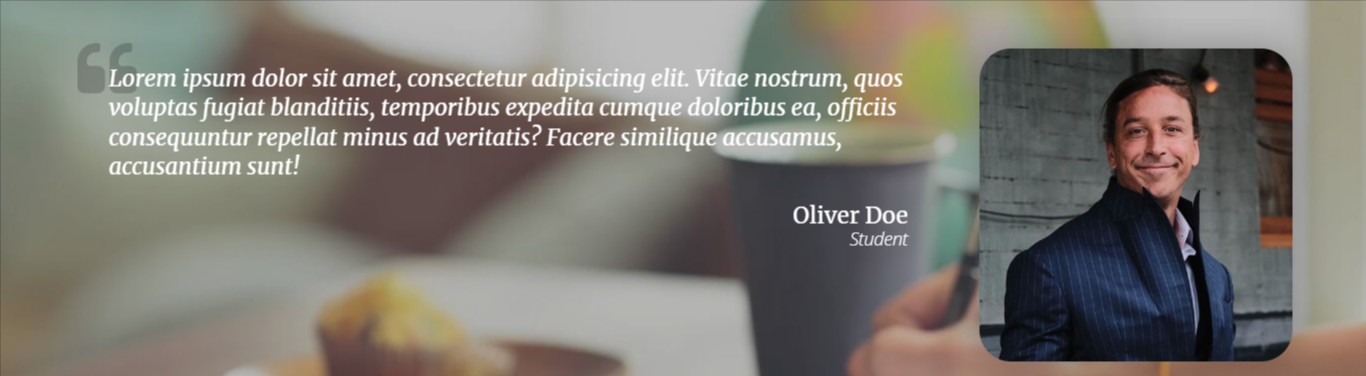 Lorem ipsum dolor sit amet, consectetur adipisicing elit. Vitae nostrum, quos
voluptas fugiat blanditiis, temporibus expedita cumque doloribus ea, officiis
consequuntur repellat minus ad veritatis? Facere similique accusamus,
accusantium sunt!
Oliver Doe
Student